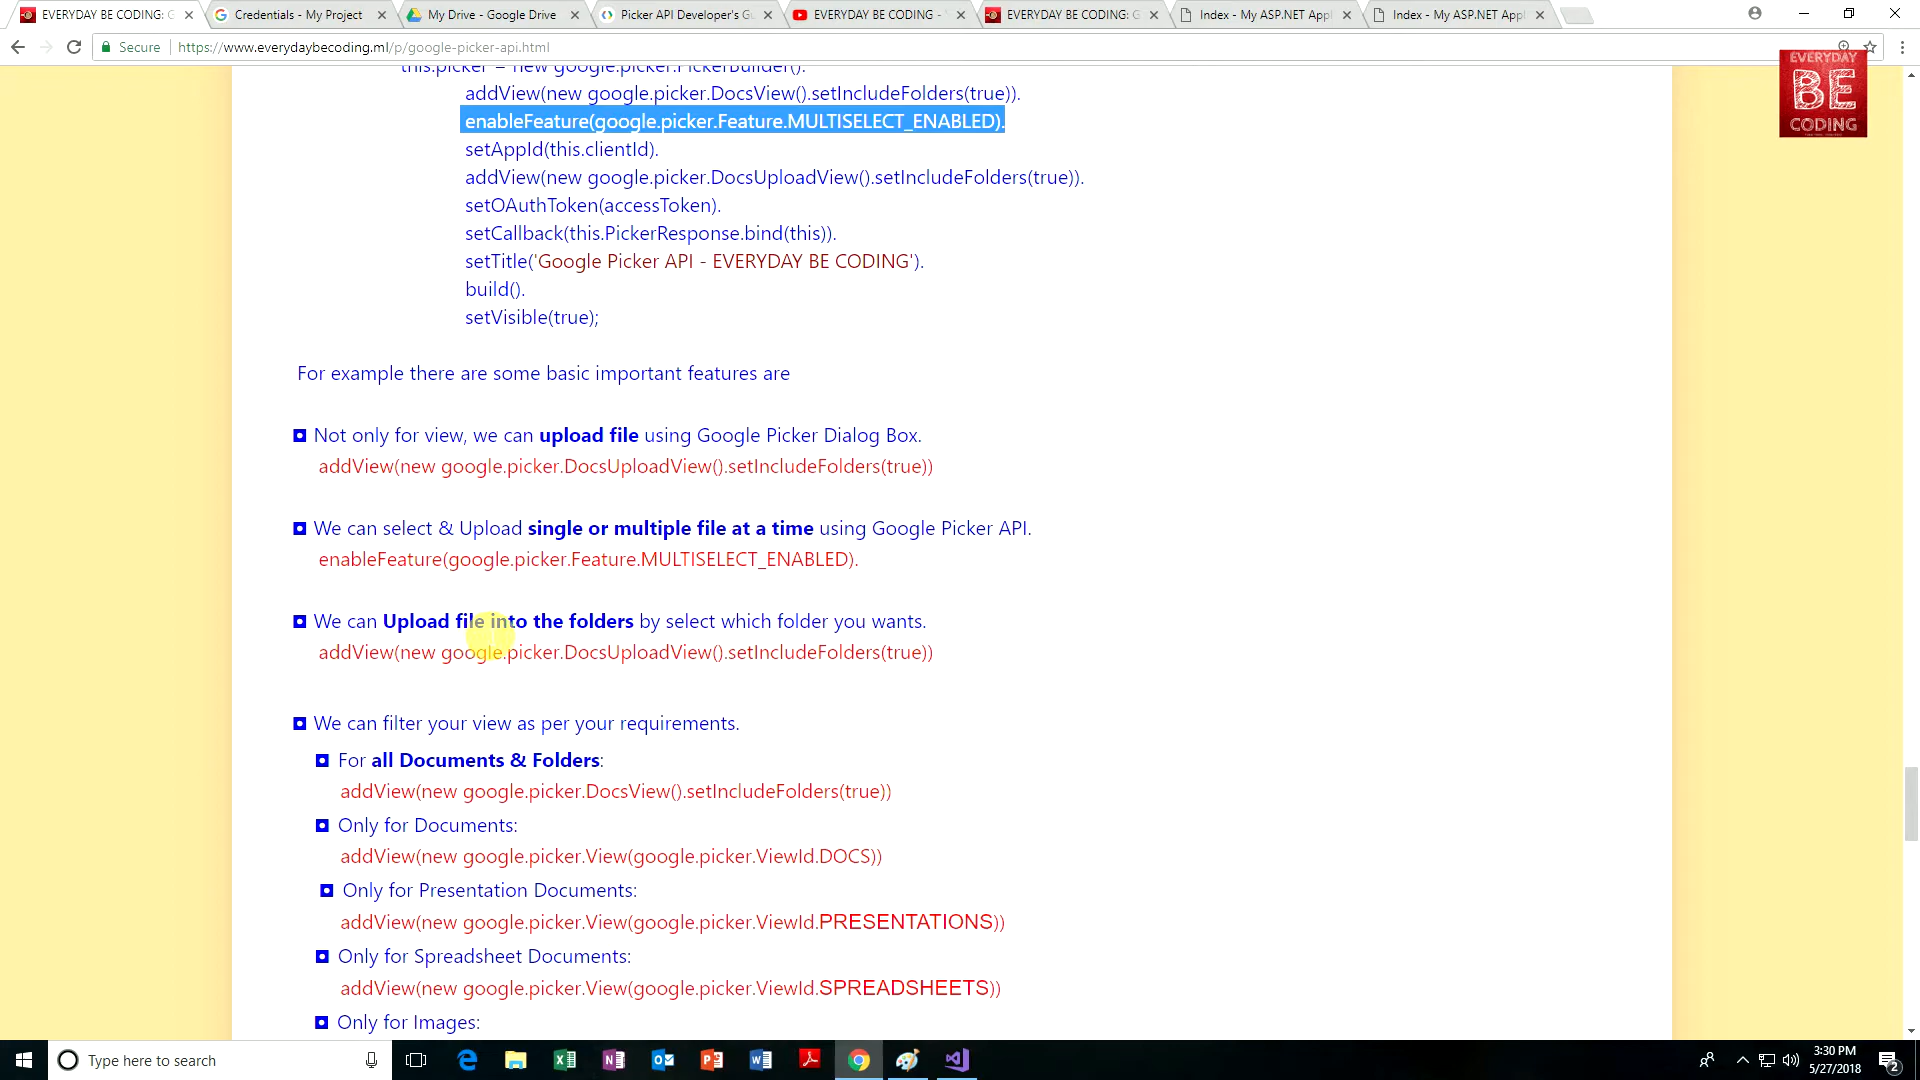 EVERYDAY BE CODING: G
Credentials - My Project
My Drive - Google Drive
Picker API Developer's Gu
EVERYDAY BE CODING -
EVERYDAY BE CODING: G
Index - My ASP.NET Appl
Index - My ASP.NET Appl
Secure
https://www.everydaybecoding.ml/p/google-picker-api.html
EVERYDAY
BE
CODING
this.picker = new google.picker.PickerBuilder().
addView(new google.picker.DocsView().setIncludeFolders(true)).
enableFeature(google.picker.Feature.MULTISELECT_ENABLED).
setAppId(this.clientId).
addView(new google.picker.DocsUploadView().setIncludeFolders(true)).
setOAuthToken(accessToken).
setCallback(this.PickerResponse.bind(this)).
setTitle('Google Picker API - EVERYDAY BE CODING').
build().
setVisible(true);
For example there are some basic important features are
Not only for view, we can upload file using Google Picker Dialog Box.
addView(new google.picker.DocsUploadView().setIncludeFolders(true))
We can select & Upload single or multiple file at a time using Google Picker API.
enableFeature(google.picker.Feature.MULTISELECT_ENABLED).
We can Upload file into the folders by select which folder you wants.
addView(new google.picker.DocsUploadView().setIncludeFolders(true))
We can filter your view as per your requirements.
For all Documents & Folders:
addView(new google.picker.DocsView().setIncludeFolders(true))
Only for Documents:
addView(new google.picker.View(google.picker.ViewId.DOCS))
Only for Presentation Documents:
addView(new google.picker.View(google.picker.ViewId.PRESENTATIONS))
Only for Spreadsheet Documents:
addView(new google.picker.View(google.picker.ViewId.SPREADSHEETS))
Only for Images:
Type here to search
3:30 PM
5/27/2018
2